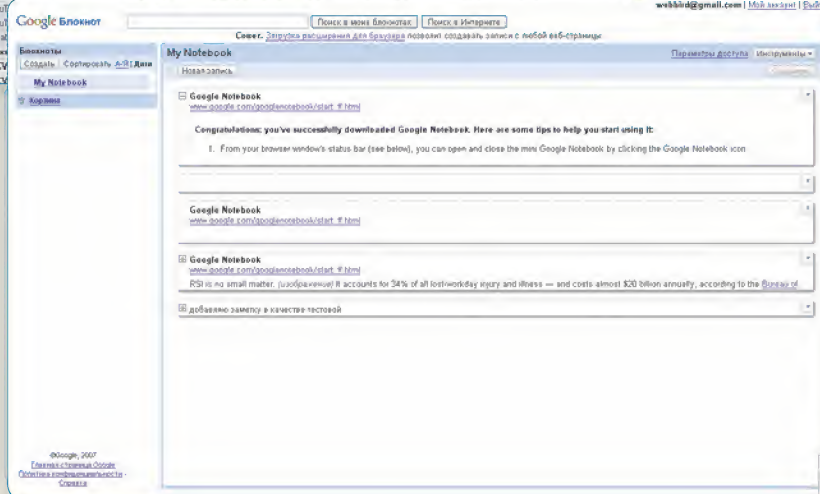 webbird@gmail.com | Мой аккаунт |
Google Блокнот
Поиск в моих блокнотах
Поиск в Интернете
Совет. Загрузка расширения для браузера позволит создавать записи с любой веб-страницы
Блокноты
Создать Сортировать А-Я | Дата
My Notebook
Корзина
My Notebook
Параметры доступа Инструменты
Новая запись
Google Notebook
www.google.com/googlenotebook/start_ff.html
Congratulations: you've successfully downloaded Google Notebook. Here are some tips to help you start using it:
1. From your browser window's status bar (see below), you can open and close the mini Google Notebook by clicking the Google Notebook icon
Google Notebook
www.google.com/googlenotebook/start_ff.html
Google Notebook
www.google.com/googlenotebook/start_ff.html
RSI is no small matter. (изображение) It accounts for 34% of all lost-workday injury and illness — and costs almost $20 billion annually, according to the Bureau of
добавляю заметку в качестве тестовой
©Google, 2007
Главная страница Google
Политика конфиденциальности -
Справка